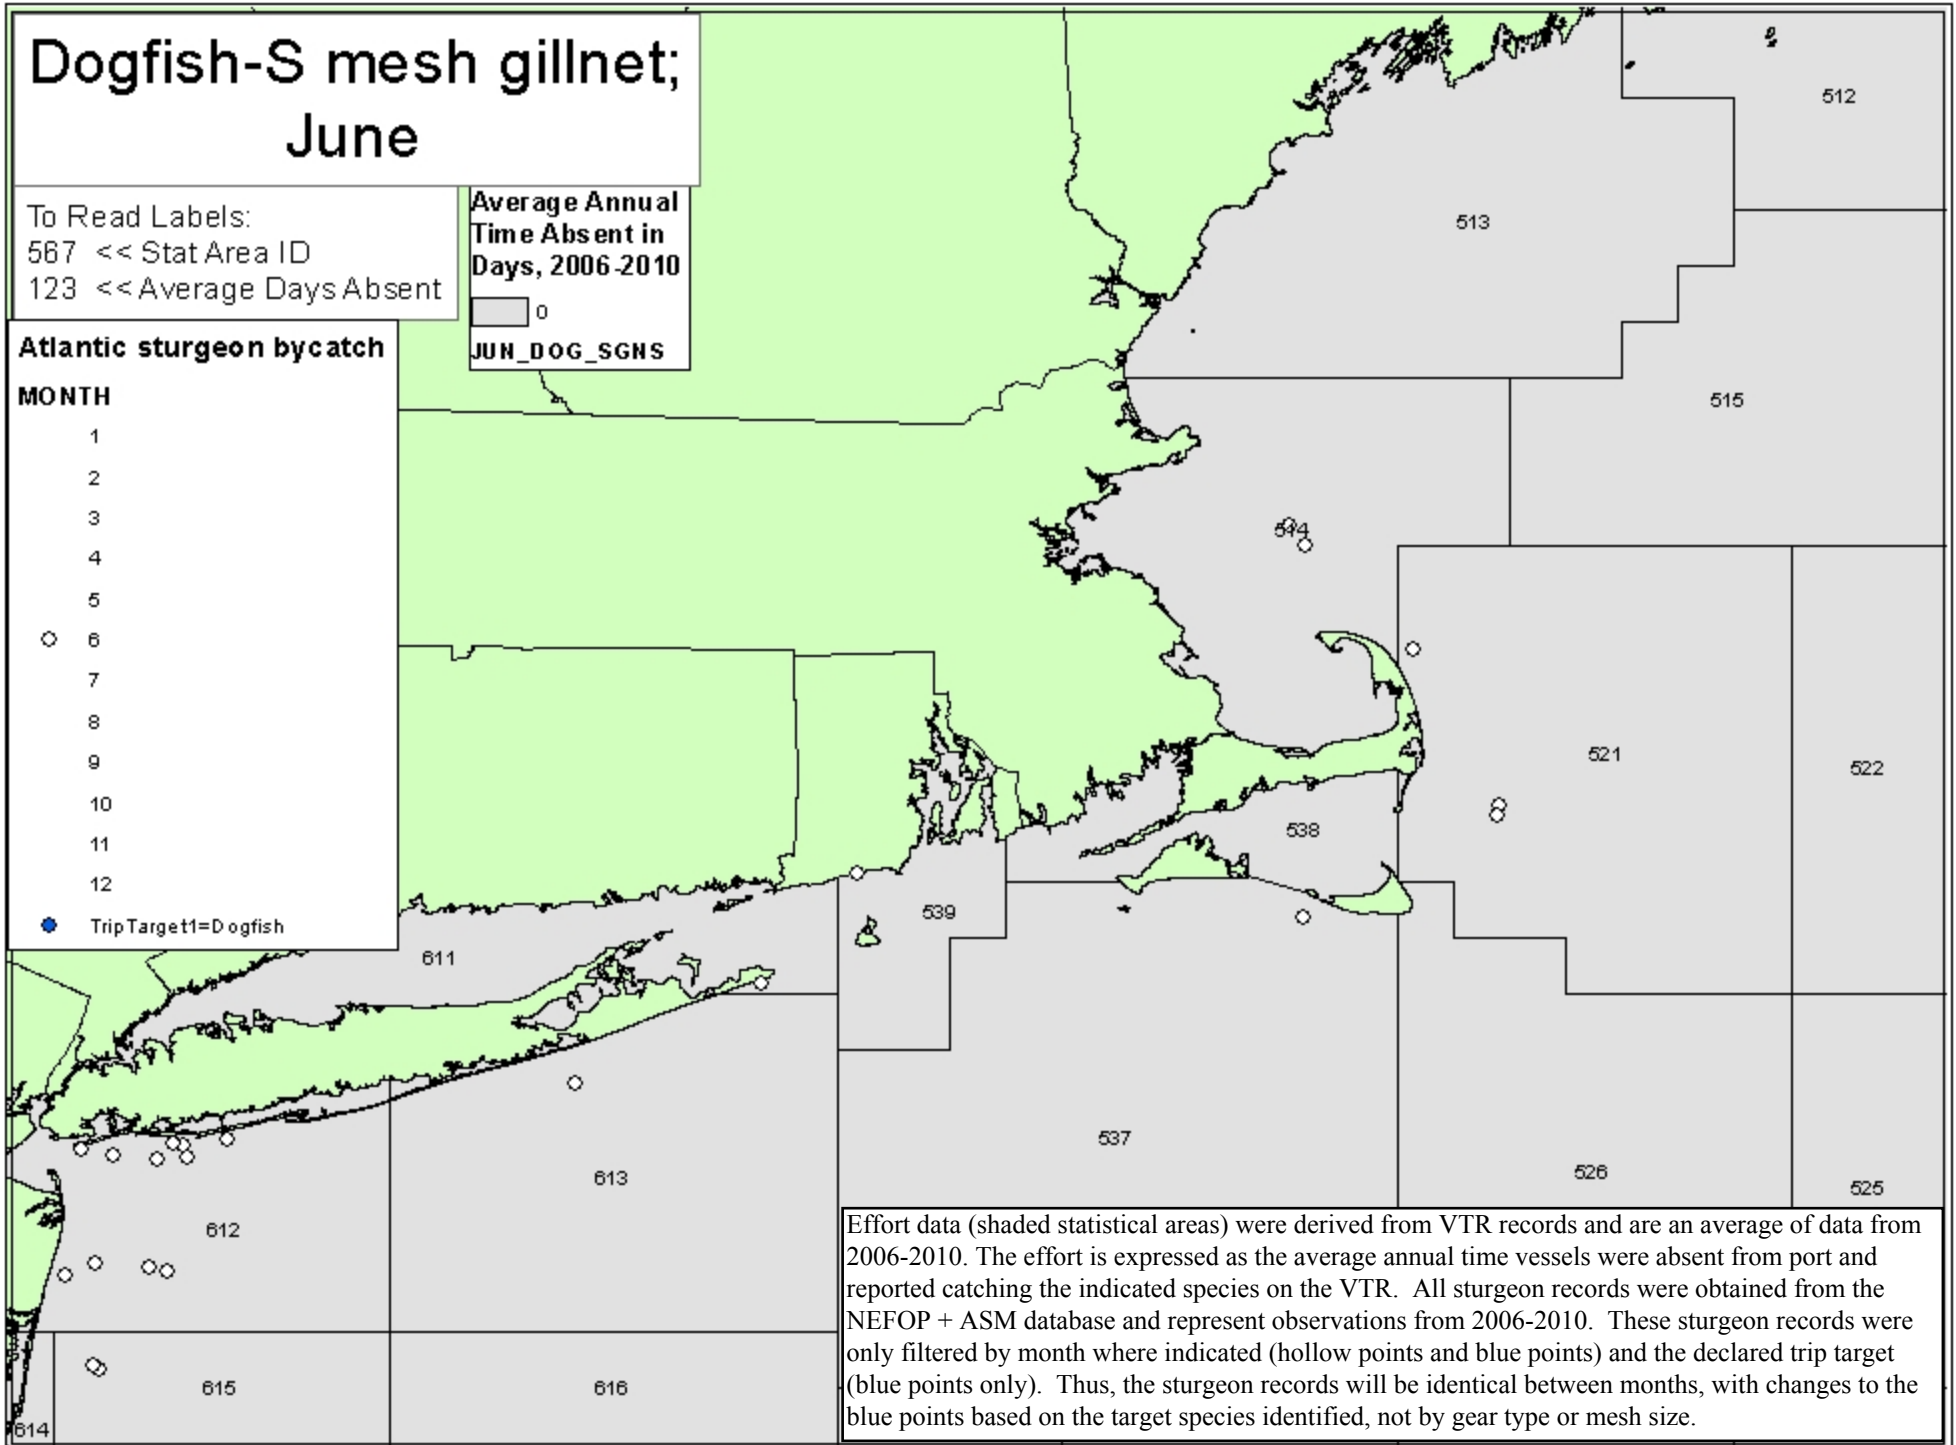 Dogfish-S mesh gillnet;
June
To Read Labels:
567 << Stat Area ID
123 << Average Days Absent
Average Annual
Time Absent in
Days, 2006-2010
0
JUN_DOG_SGNS
Atlantic sturgeon bycatch
MONTH
1
2
3
4
5
6
7
8
9
10
11
12
TripTarget1=Dogfish
512
513
515
514
521
522
538
539
611
537
526
525
613
612
615
616
614
Effort data (shaded statistical areas) were derived from VTR records and are an average of data from
2006-2010. The effort is expressed as the average annual time vessels were absent from port and
reported catching the indicated species on the VTR.  All sturgeon records were obtained from the
NEFOP + ASM database and represent observations from 2006-2010.  These sturgeon records were
only filtered by month where indicated (hollow points and blue points) and the declared trip target
(blue points only).  Thus, the sturgeon records will be identical between months, with changes to the
blue points based on the target species identified, not by gear type or mesh size.